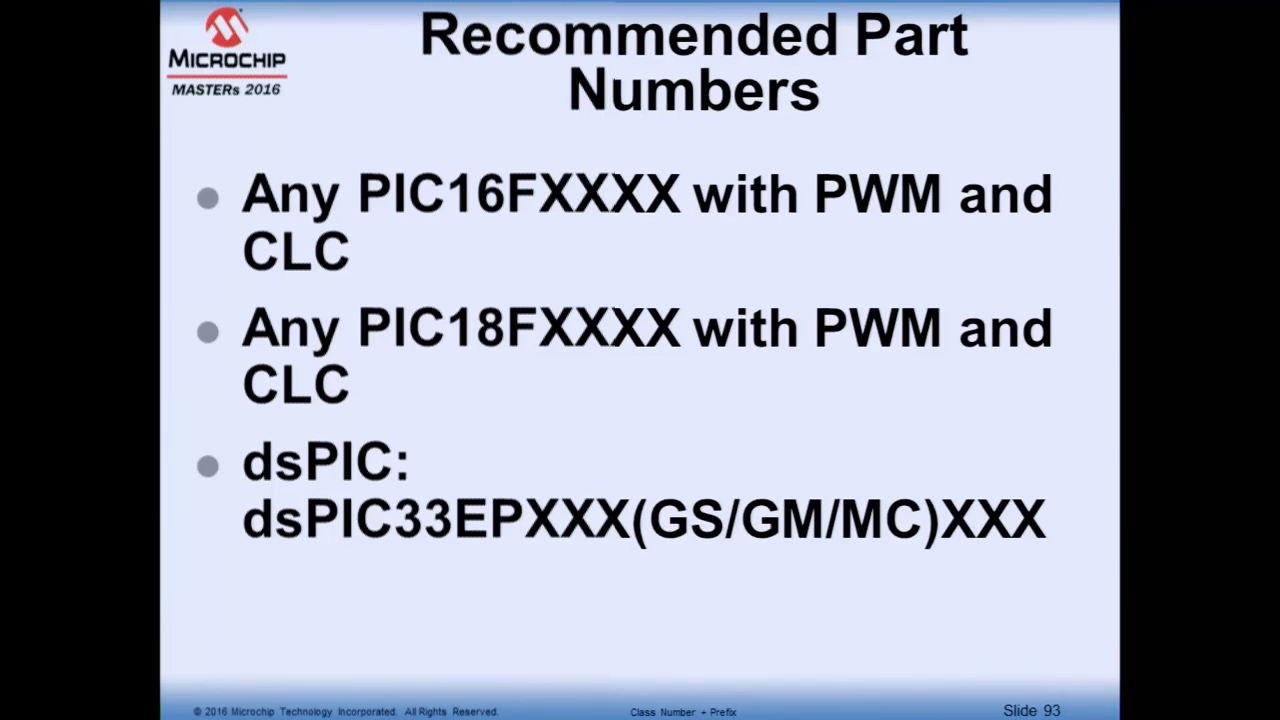 MICROCHIP
MASTERs 2016
Recommended Part
Numbers
Any PIC16FXXXX with PWM and
CLC
Any PIC18FXXXX with PWM and
CLC
dsPIC:
dsPIC33EPXXX(GS/GM/MC)XXX
© 2016 Microchip Technology Incorporated. All Rights Reserved.
Class Number + Prefix
Slide 93